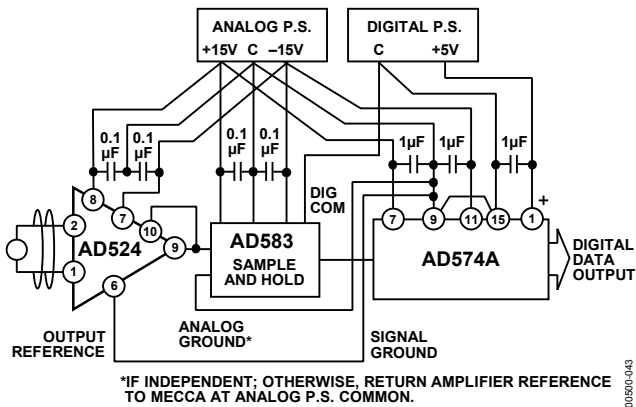 ANALOG P.S.
+15V C –15V
DIGITAL P.S.
C +5V
0.1
µF
0.1
µF
0.1
µF
0.1
µF
1µF
1µF
1µF
DIG
COM
+
8
7
10
9
2
1
6
AD524
AD583
SAMPLE
AND HOLD
7
9
11
15
1
AD574A
DIGITAL
DATA
OUTPUT
OUTPUT
REFERENCE
ANALOG
GROUND*
SIGNAL
GROUND
*IF INDEPENDENT; OTHERWISE, RETURN AMPLIFIER REFERENCE
TO MECCA AT ANALOG P.S. COMMON.
00500-043